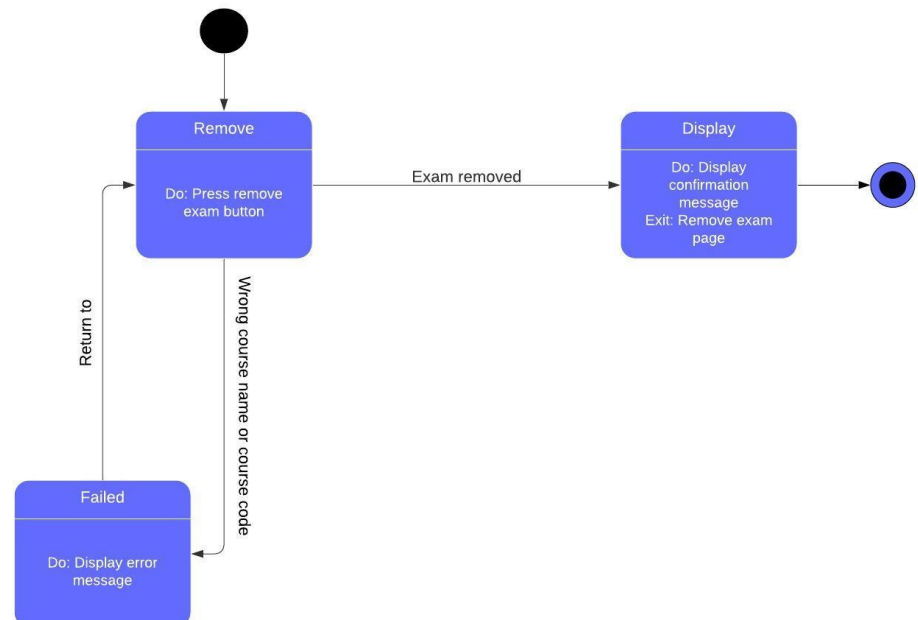 Remove
Do: Press remove
exam button
Exam removed
Display
Do: Display
confirmation
message
Exit: Remove exam
page
Wrong course name or course code
Return to
Failed
Do: Display error
message